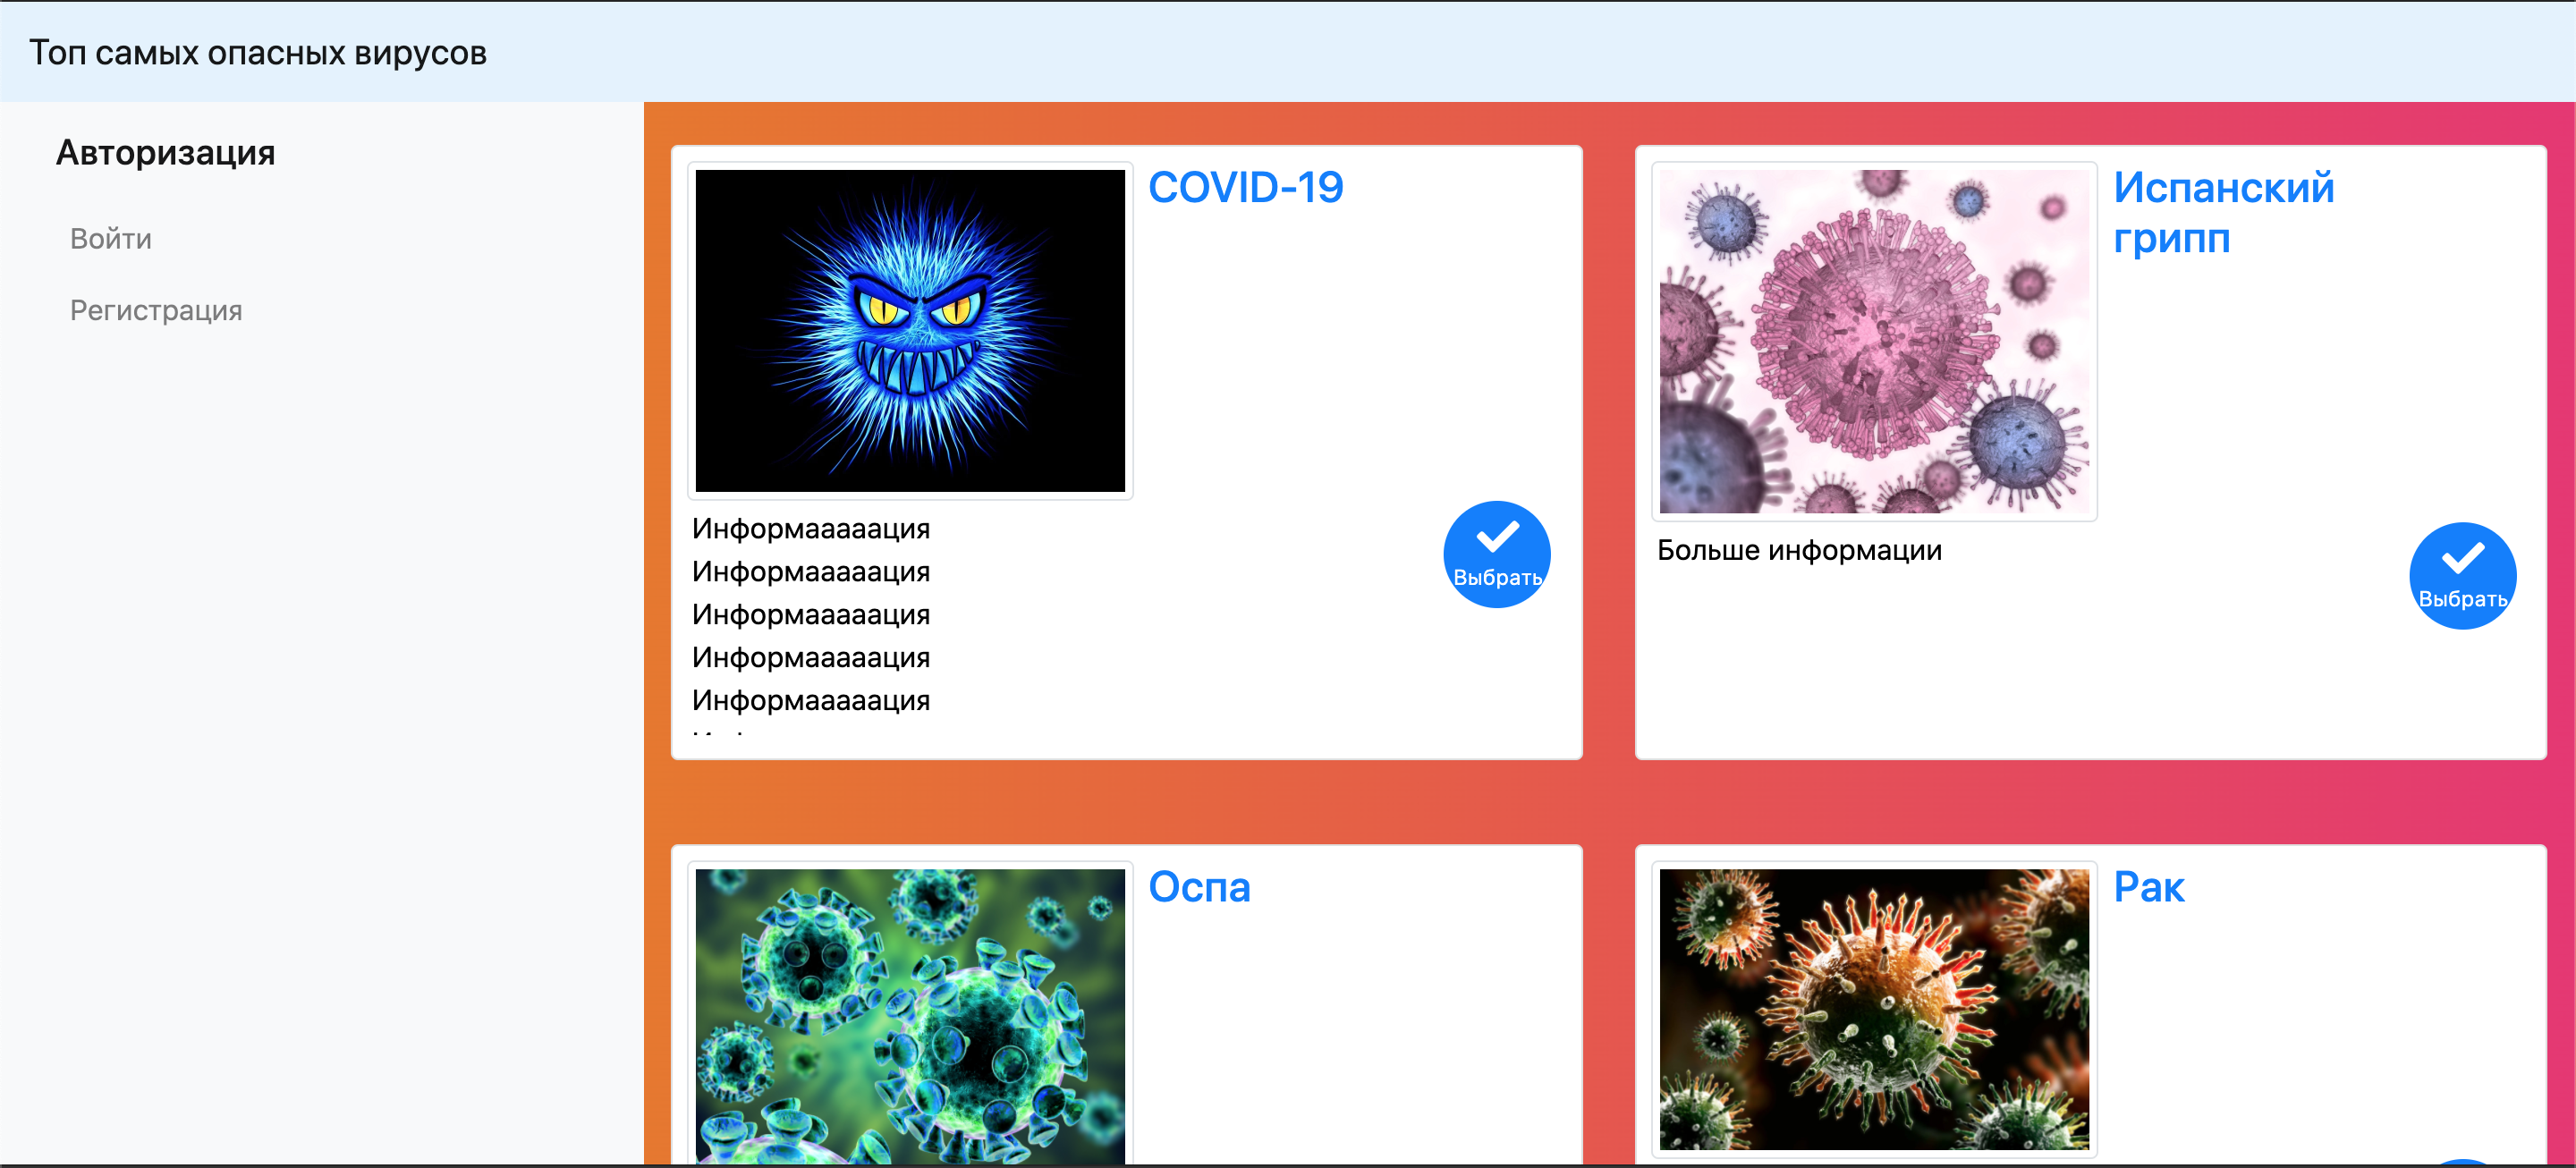 Топ самых опасных вирусов
Авторизация
Войти
Регистрация
COVID-19
Информааааация
Информааааация
Информааааация
Информааааация
Информааааация
Выбрать
Испанский
грипп
Больше информации
Выбрать
Оспа
Рак